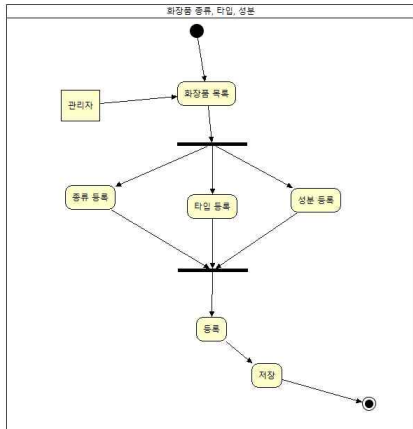 화장품 종류, 타입, 성분
화장품 목록
관리자
종류 등록
타입 등록
성분 등록
등록
저장